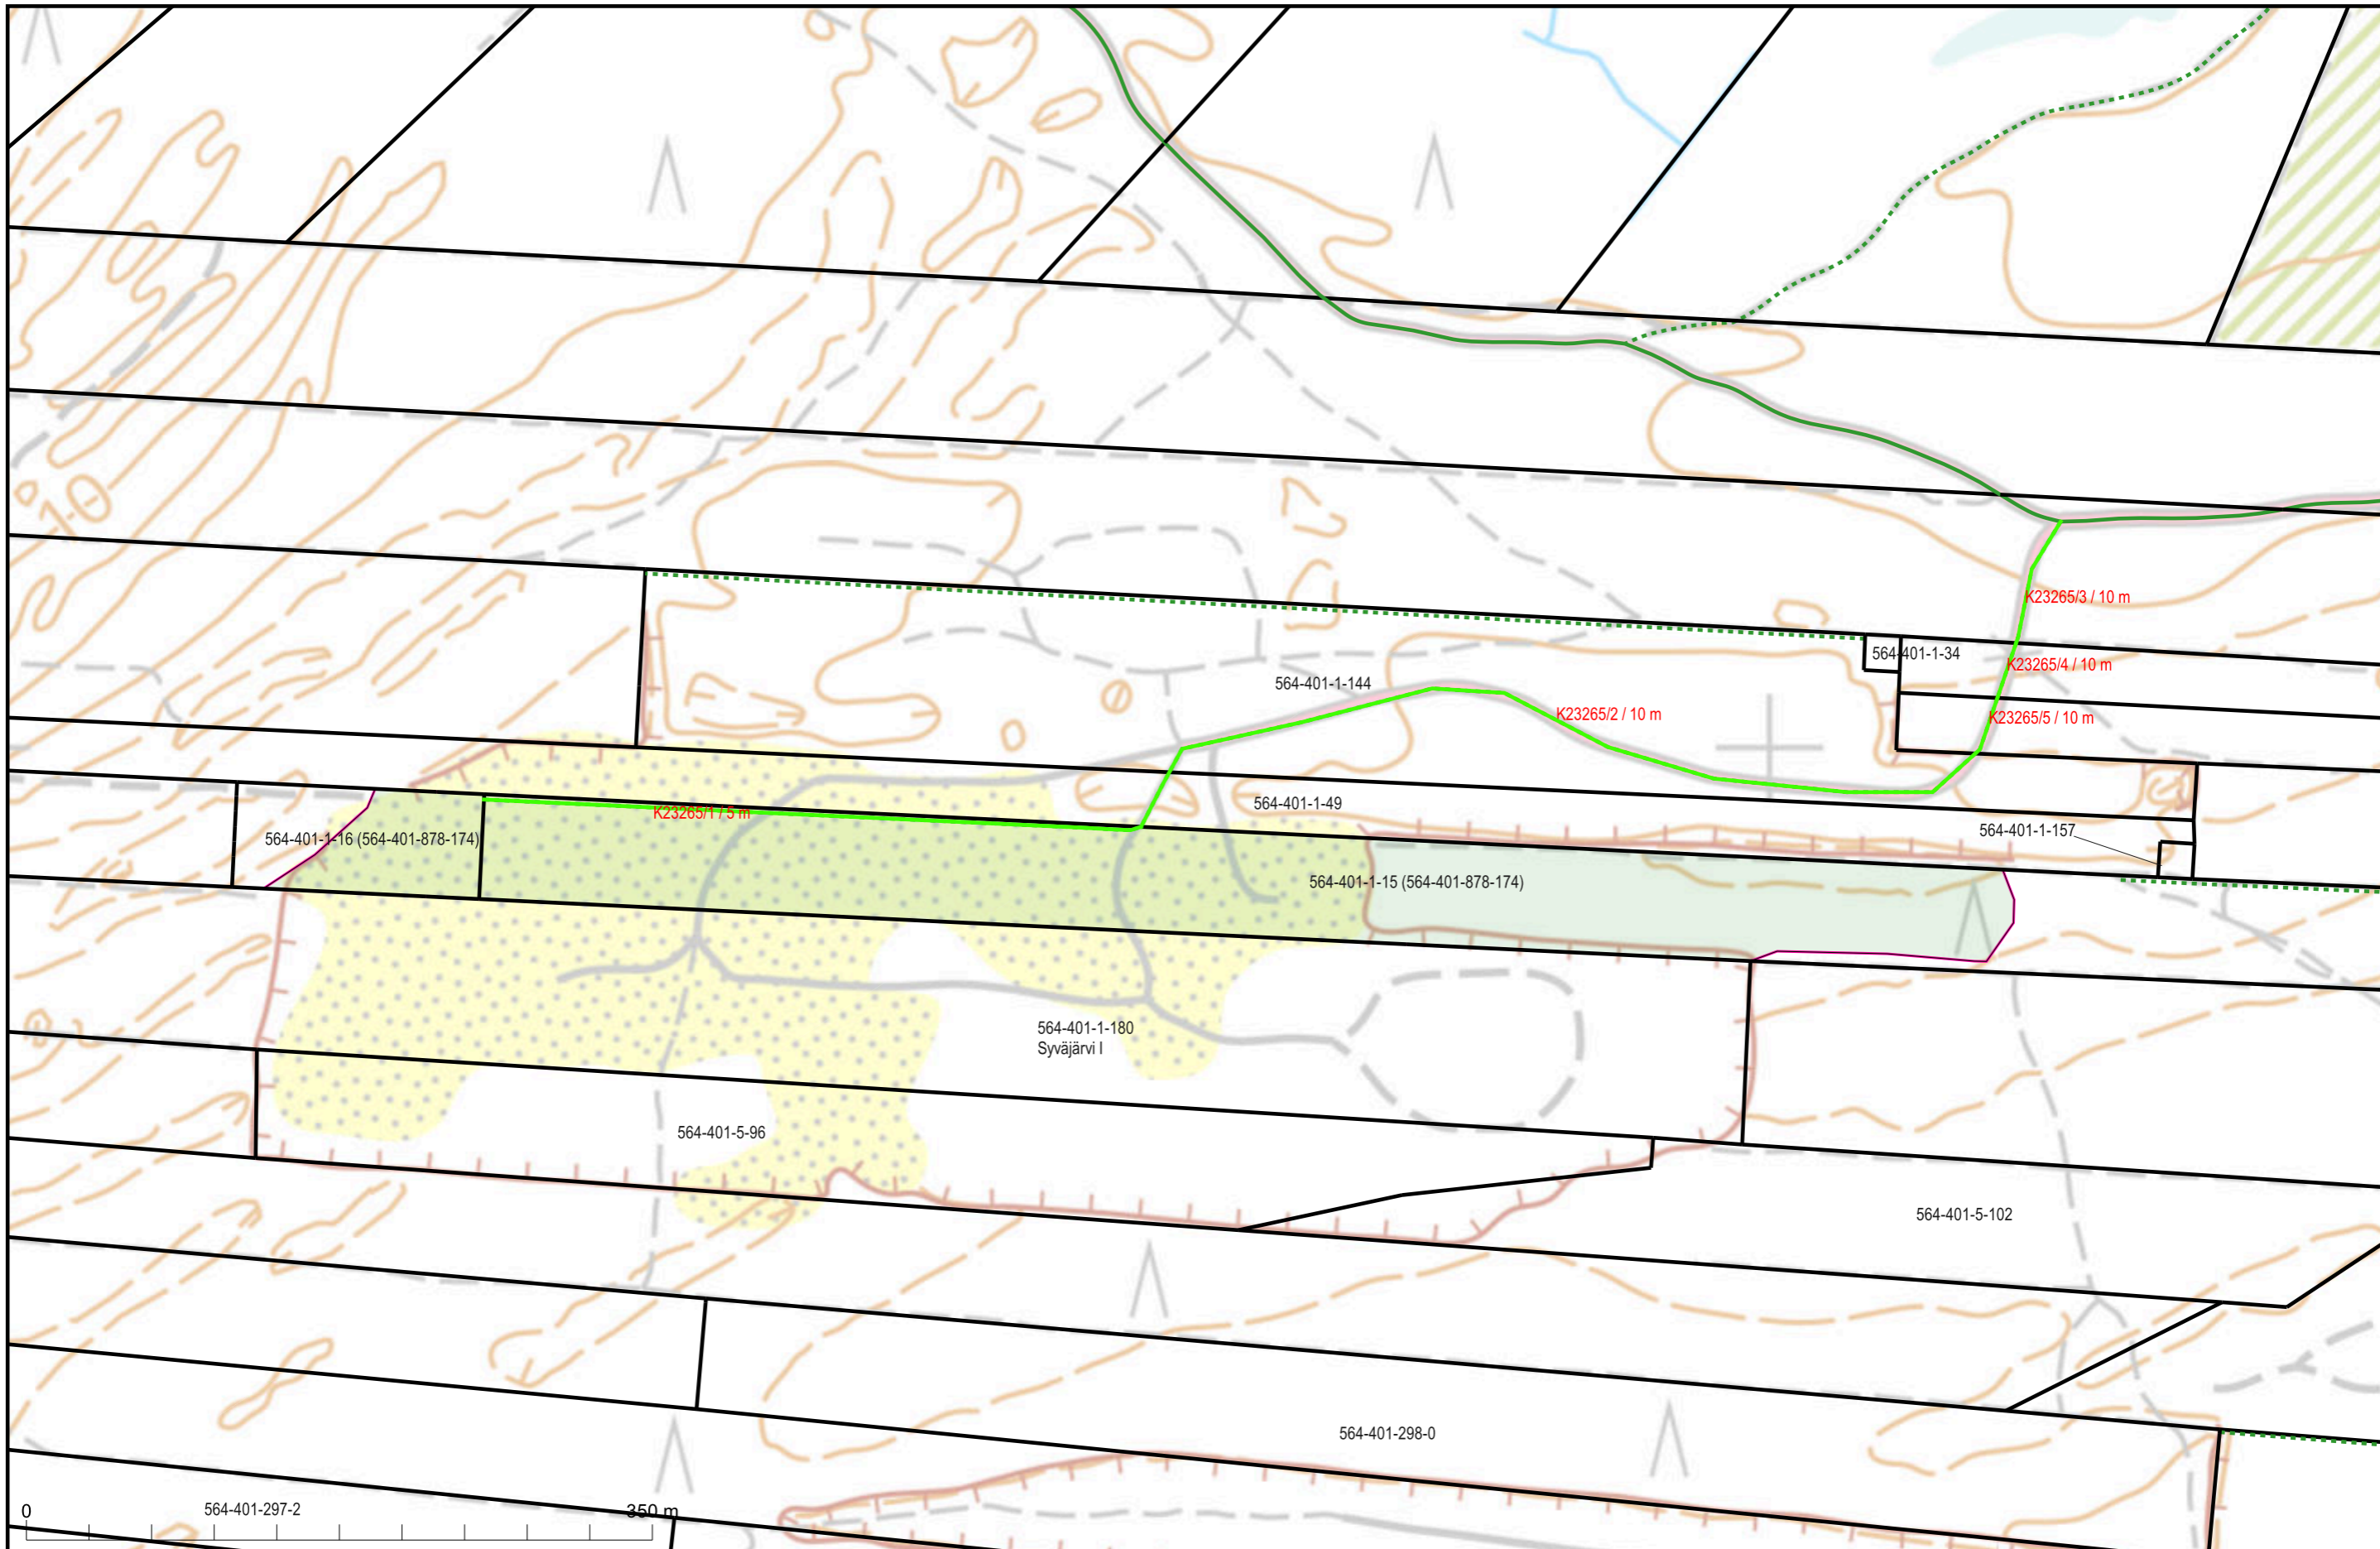 10
K23265/3 / 10 m
564-401-1-34
K23265/4 / 10 m
564-401-1-144
K23265/2 / 10 m
K23265/5 / 10 m
564-401-1-49
K23265/1 / 5 m
564-401-1-157
564-401-1-16 (564-401-878-174)
564-401-1-15 (564-401-878-174)
564-401-1-180
Syväjärvi I
564-401-5-96
564-401-5-102
564-401-298-0
0
350 m
564-401-297-2